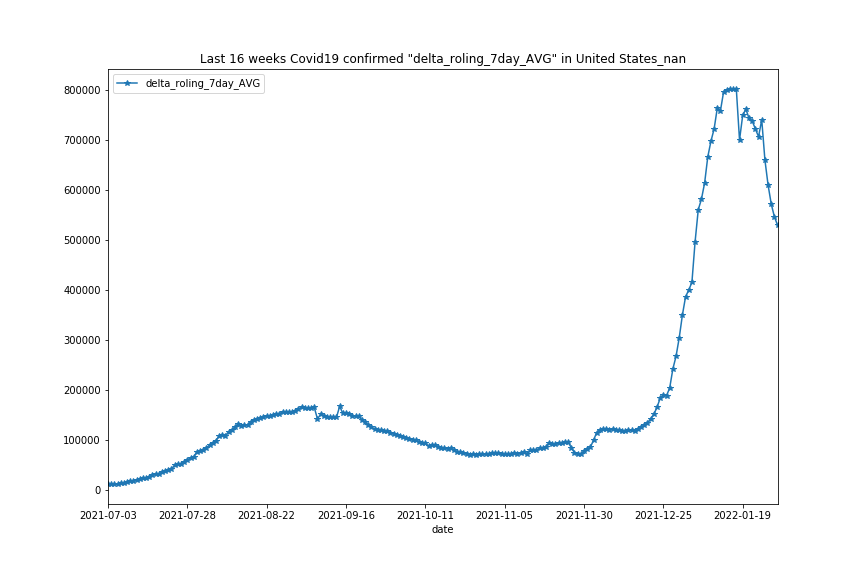 Last 16 weeks Covid19 confirmed "delta_roling_7day_AVG" in United States_nan
delta_roling_7day_AVG
800000
700000
600000
500000
400000
300000
200000
100000
0
2021-07-03 2021-07-28 2021-08-22 2021-09-16 2021-10-11 2021-11-05 2021-11-30 2021-12-25 2022-01-19
date